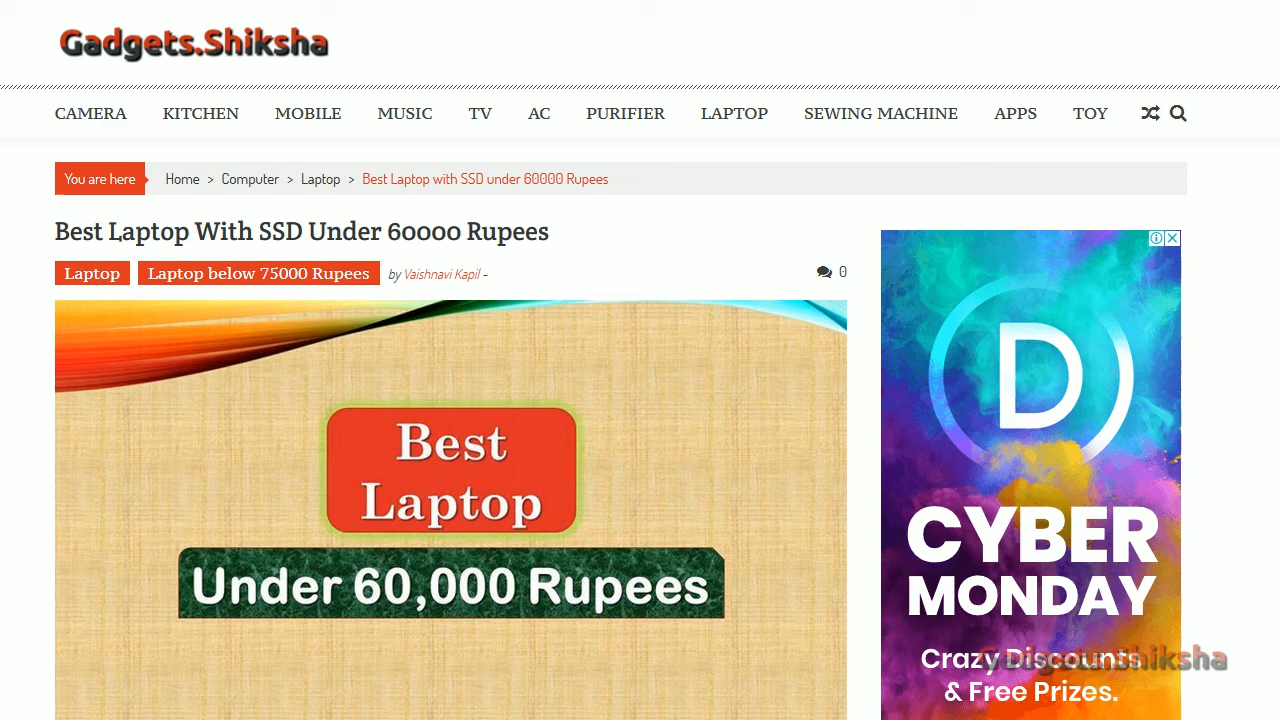 Gadgets.Shiksha
CAMERA KITCHEN MOBILE MUSIC TV AC PURIFIER LAPTOP SEWING MACHINE APPS TOY
You are here Home > Computer > Laptop > Best Laptop with SSD under 60000 Rupees
Best Laptop With SSD Under 60000 Rupees
Laptop Laptop below 75000 Rupees by Vaishnavi Kapil - 0
Best
Laptop
Under 60,000 Rupees
D
CYBER
MONDAY
Crazy Discounts
& Free Prizes.
Gadgets.Shiksha